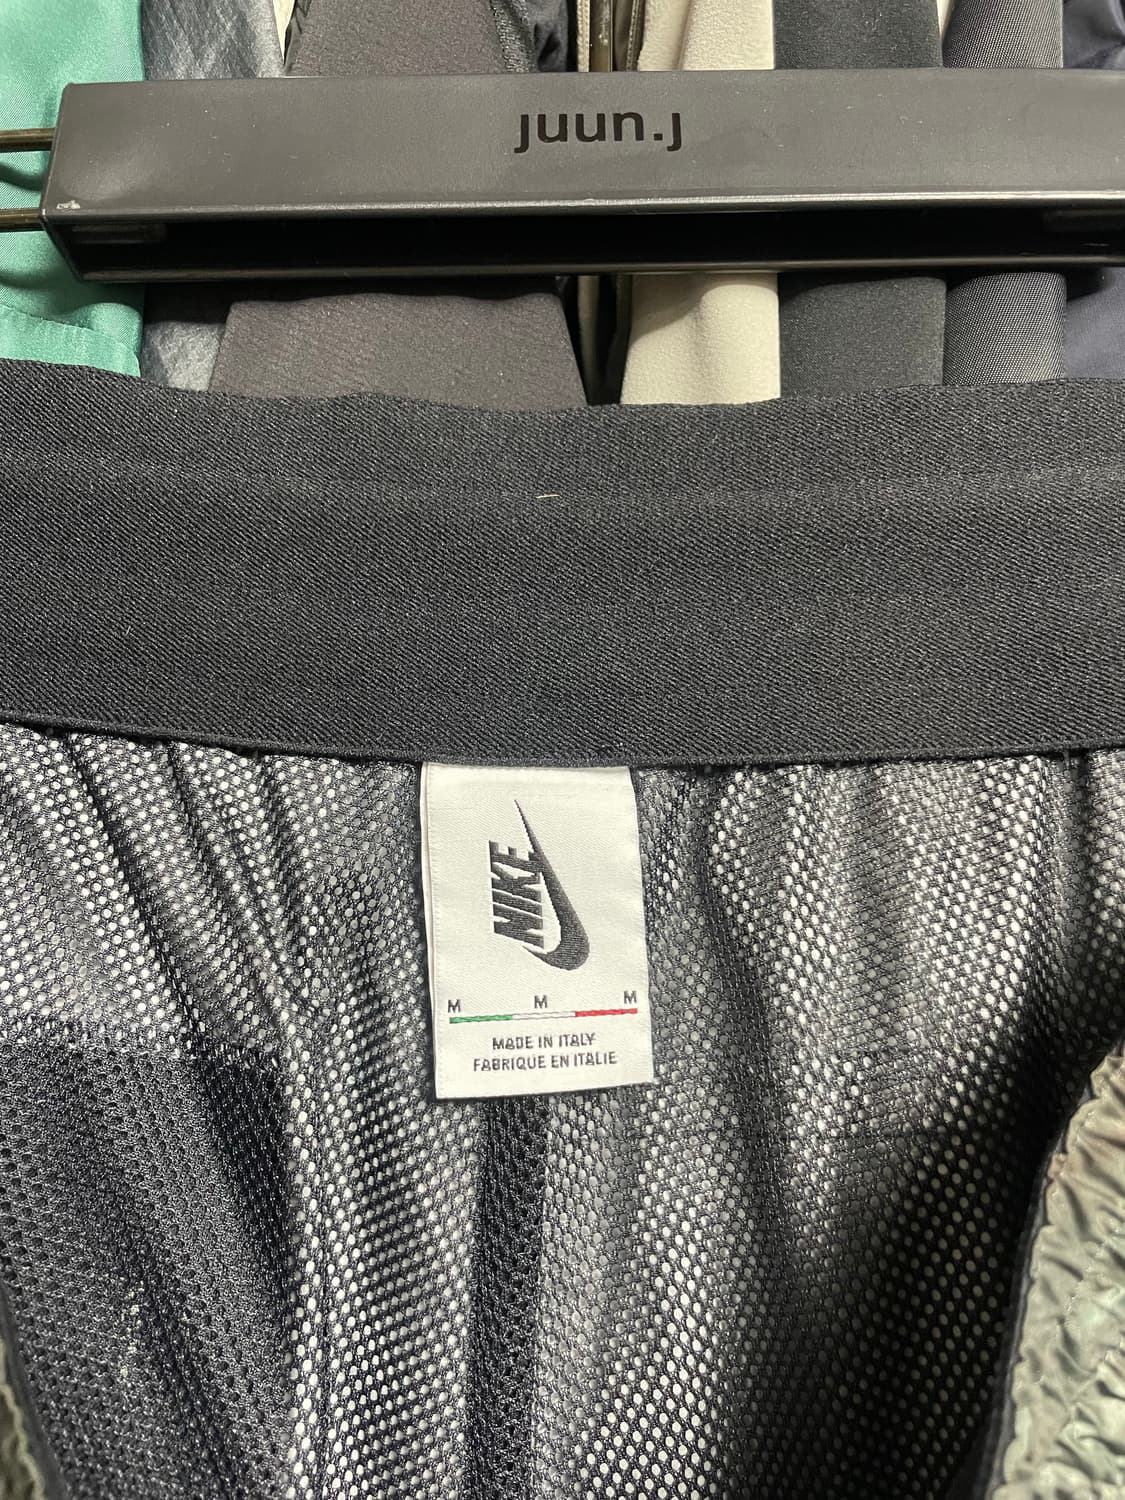 juun.j
NIKE
M M M
MADE IN ITALY
FABRIQUE EN ITALIE